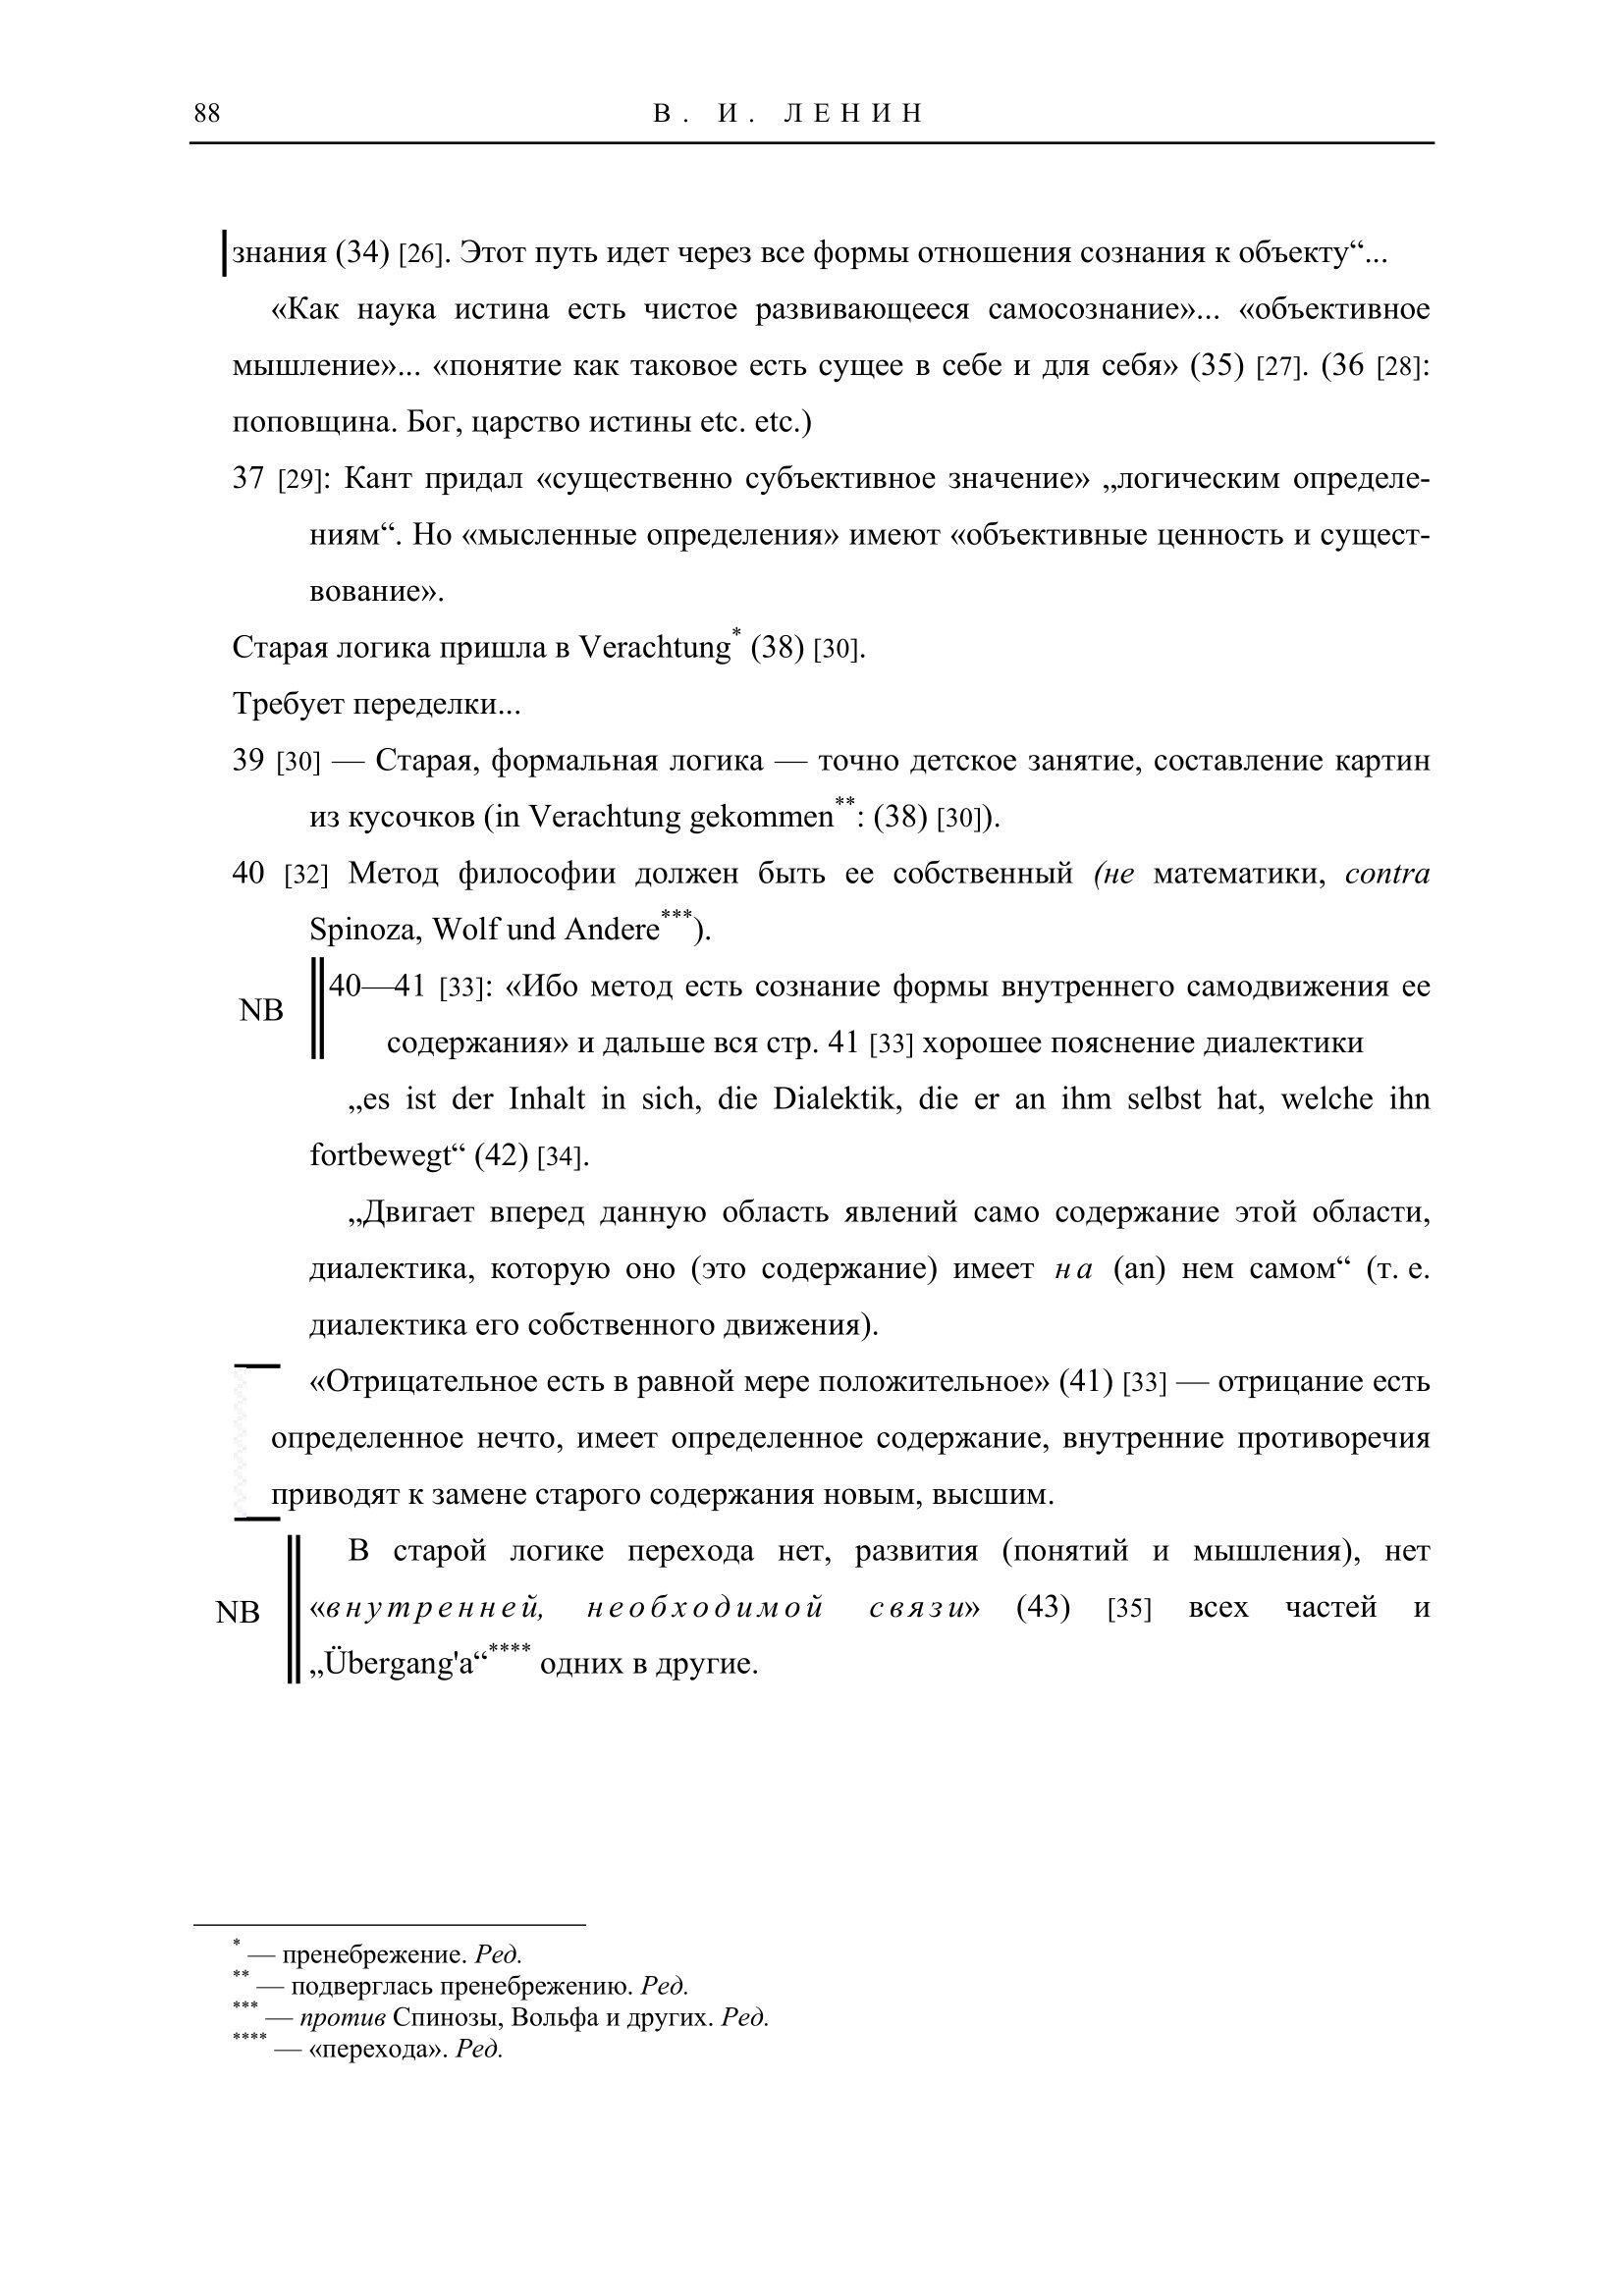 88 В. И. ЛЕНИН
знания (34) [26]. Этот путь идет через все формы отношения сознания к объекту“...
«Как наука истина есть чистое развивающееся самосознание»... «объективное
мышление»... «понятие как таковое есть сущее в себе и для себя» (35) [27]. (36 [28]:
поповщина. Бог, царство истины etc. etc.)
37 [29]: Кант придал «существенно субъективное значение» „логическим определе-
ниям“. Но «мысленные определения» имеют «объективные ценность и сущест-
вование».
Старая логика пришла в Verachtung* (38) [30].
Требует переделки...
39 [30] — Старая, формальная логика — точно детское занятие, составление картин
из кусочков (in Verachtung gekommen**: (38) [30]).
40 [32] Метод философии должен быть ее собственный (не математики, contra
Spinoza, Wolf und Andere***).
40—41 [33]: «Ибо метод есть сознание формы внутреннего самодвижения ее
NB
содержания» и дальше вся стр. 41 [33] хорошее пояснение диалектики
„es ist der Inhalt in sich, die Dialektik, die er an ihm selbst hat, welche ihn
fortbewegt“ (42) [34].
„Двигает вперед данную область явлений само содержание этой области,
диалектика, которую оно (это содержание) имеет на (an) нем самом“ (т. е.
диалектика его собственного движения).
«Отрицательное есть в равной мере положительное» (41) [33] — отрицание есть
определенное нечто, имеет определенное содержание, внутренние противоречия
приводят к замене старого содержания новым, высшим.
В старой логике перехода нет, развития (понятий и мышления), нет
NB «внутренней, необходимой связи» (43) [35] всех частей и
„Übergang'а“**** одних в другие.
* — пренебрежение. Ред.
** — подверглась пренебрежению. Ред.
*** — против Спинозы, Вольфа и других. Ред.
**** — «перехода». Ред.